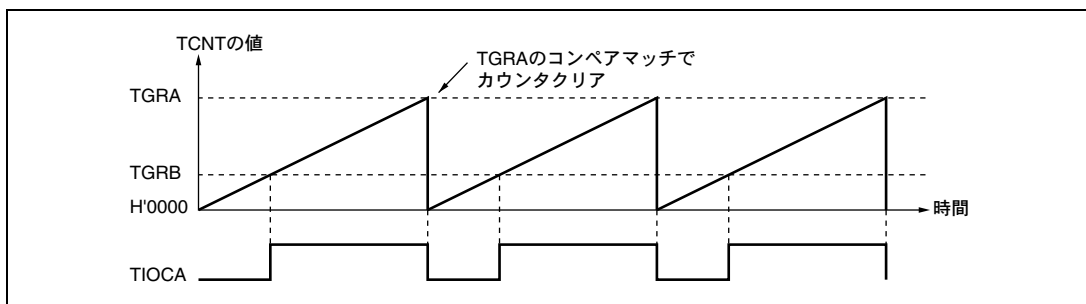 TCNTの値
TGRAのコンペアマッチで
カウンタクリア
TGRA
TGRB
H'0000
時間
TIOCA